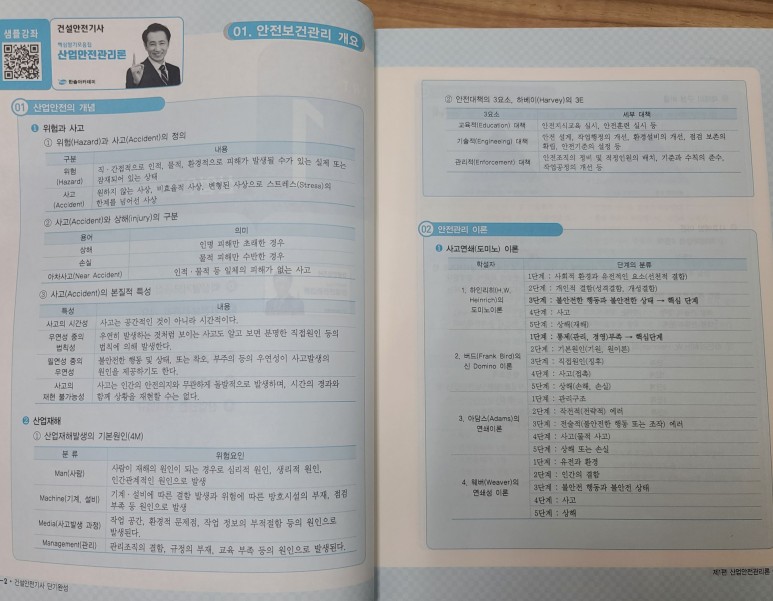 샘플강좌
건설안전기사
핵심암기모음집
산업안전관리론
한솔아카데미
01. 안전보건관리 개요
01 산업안전의 개념
❶ 위험과 사고
① 위험(Hazard)과 사고(Accident)의 정의
구분 내용
위험 (Hazard) 직·간접적으로 인적, 물적, 환경적으로 피해가 발생될 수가 있는 실제 또는
잠재되어 있는 상태
사고 (Accident) 원하지 않는 사상, 비효율적 사상, 변형된 사상으로 스트레스(Stress)의
한계를 넘어선 사상
② 사고(Accident)와 상해(injury)의 구분
용어 의미
상해 인명 피해만 초래한 경우
손실 물적 피해만 수반한 경우
아차사고(Near Accident) 인적·물적 등 일체의 피해가 없는 사고
③ 사고(Accident)의 본질적 특성
특성 내용
사고의 시간성 사고는 공간적인 것이 아니라 시간적이다.
우연성 중의 법칙성 우연히 발생하는 것처럼 보이는 사고도 알고 보면 분명한 직접원인 등의
법칙에 의해 발생한다.
필연성 중의 우연성 불안전한 행동 및 상태, 또는 착오, 부주의 등의 우연성이 사고발생의
원인을 제공하기도 한다.
사고의 재현 불가능성 사고는 인간의 안전의지와 무관하게 돌발적으로 발생하며, 시간의 경과와
함께 상황을 재현할 수는 없다.
❷ 산업재해
① 산업재해발생의 기본원인(4M)
분 류 위험요인
Man(사람) 사람이 재해의 원인이 되는 경우로 심리적 원인, 생리적 원인,
인간관계적인 원인으로 발생
Machine(기계, 설비) 기계·설비에 따른 결함 발생과 위험에 따른 방호시설의 부재, 점검
부족 등 원인으로 발생
Media(사고발생 과정) 작업 공간, 환경적 문제점, 작업 정보의 부적절함 등의 원인으로
발생된다.
Management(관리) 관리조직의 결함, 규정의 부재, 교육 부족 등의 원인으로 발생된다.
-2 • 건설안전기사 단기완성
② 안전대책의 3요소, 하베이(Harvey)의 3E
3요소 세부 대책
교육적(Education) 대책 안전지식교육 실시, 안전훈련 실시 등
기술적(Engineeing) 대책 안전 설계, 작업행정의 개선, 환경설비의 개선, 점검 보존의
확립, 안전기준의 설정 등
관리적(Enforcement) 대책 안전조직의 정비 및 적정인원의 배치, 기준과 수칙의 준수,
작업공정의 개선 등
02 안전관리 이론
❶ 사고연쇄(도미노) 이론
학설자 단계의 분류
1. 하인리히(H.W. Heinrich)의 도미노이론
1단계 : 사회적 환경과 유전적인 요소(선천적 결함)
2단계 : 개인적 결함(성격결함, 개성결함)
3단계 : 불안전한 행동과 불안전한 상태 → 핵심 단계
4단계 : 사고
5단계 : 상해(재해)
2. 버드(Frank Bird)의 신 Domino 이론
1단계 : 통제(관리, 경영)부족 → 핵심단계
2단계 : 기본원인(기원, 원이론)
3단계 : 직접원인(징후)
4단계 : 사고(접촉)
5단계 : 상해(손해, 손실)
3. 아담스(Adams)의 연쇄이론
1단계 : 관리구조
2단계 : 작전적(전략적) 에러
3단계 : 전술적(불안전한 행동 또는 조작) 에러
4단계 : 사고(물적 사고)
5단계 : 상해 또는 손실
4. 웨버(Weaver)의 연쇄성 이론
1단계 : 유전과 환경
2단계 : 인간의 결함
3단계 : 불안전 행동과 불안전 상태
4단계 : 사고
5단계 : 상해
제1편 산업안전관리론